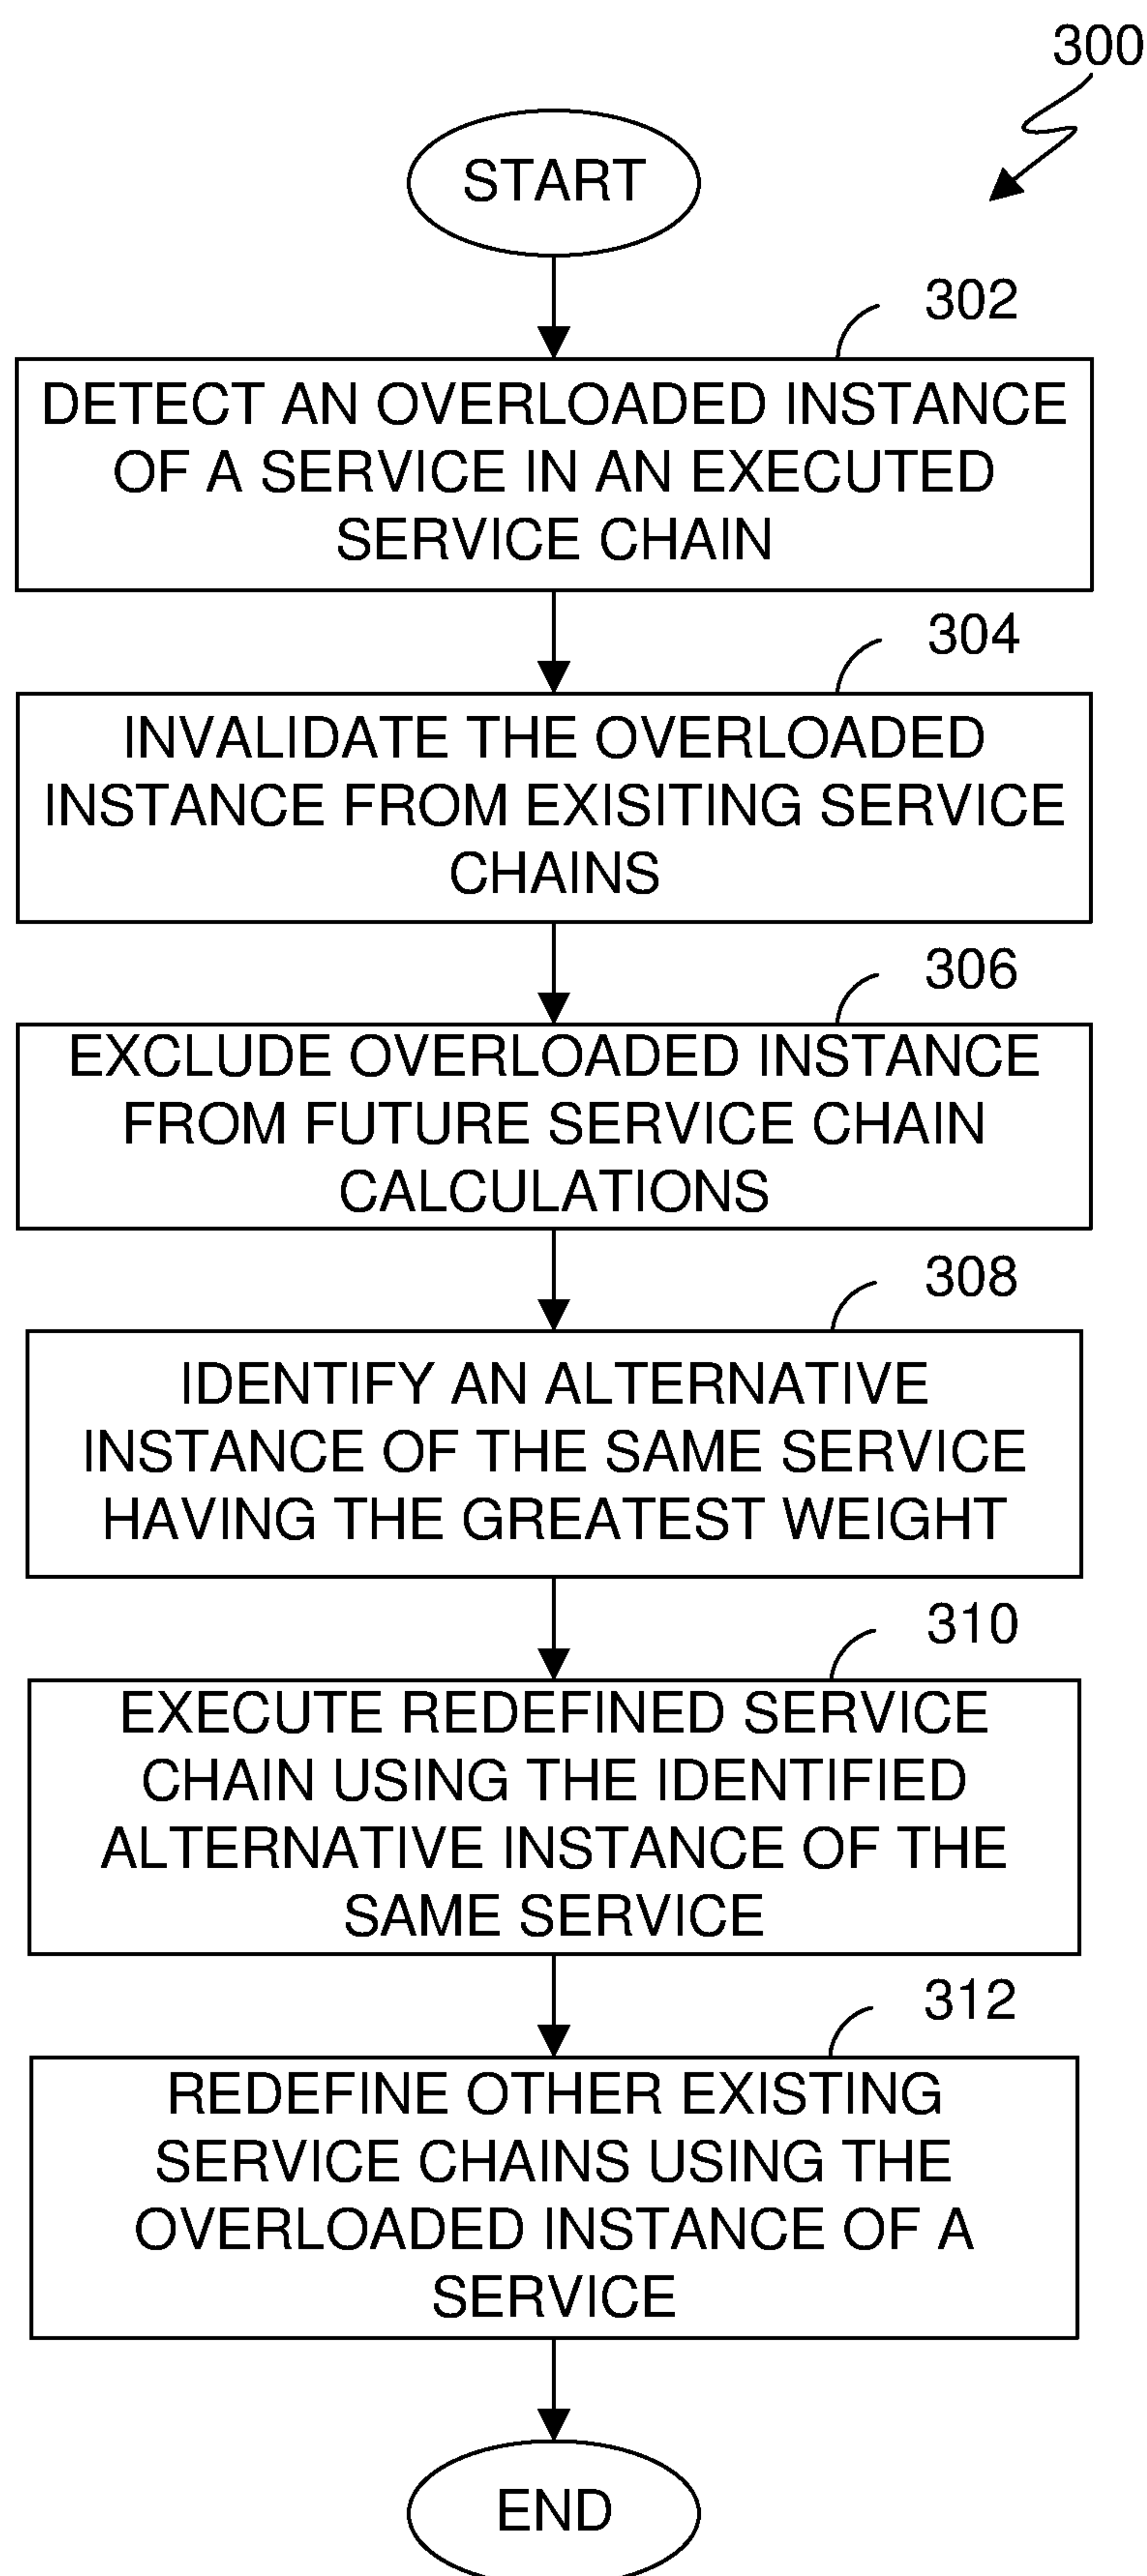 300
START
302
DETECT AN OVERLOADED INSTANCE
OF A SERVICE IN AN EXECUTED
SERVICE CHAIN
304
INVALIDATE THE OVERLOADED
INSTANCE FROM EXISITING SERVICE
CHAINS
306
EXCLUDE OVERLOADED INSTANCE
FROM FUTURE SERVICE CHAIN
CALCULATIONS
308
IDENTIFY AN ALTERNATIVE
INSTANCE OF THE SAME SERVICE
HAVING THE GREATEST WEIGHT
310
EXECUTE REDEFINED SERVICE
CHAIN USING THE IDENTIFIED
ALTERNATIVE INSTANCE OF THE
SAME SERVICE
312
REDEFINE OTHER EXISTING
SERVICE CHAINS USING THE
OVERLOADED INSTANCE OF A
SERVICE
END